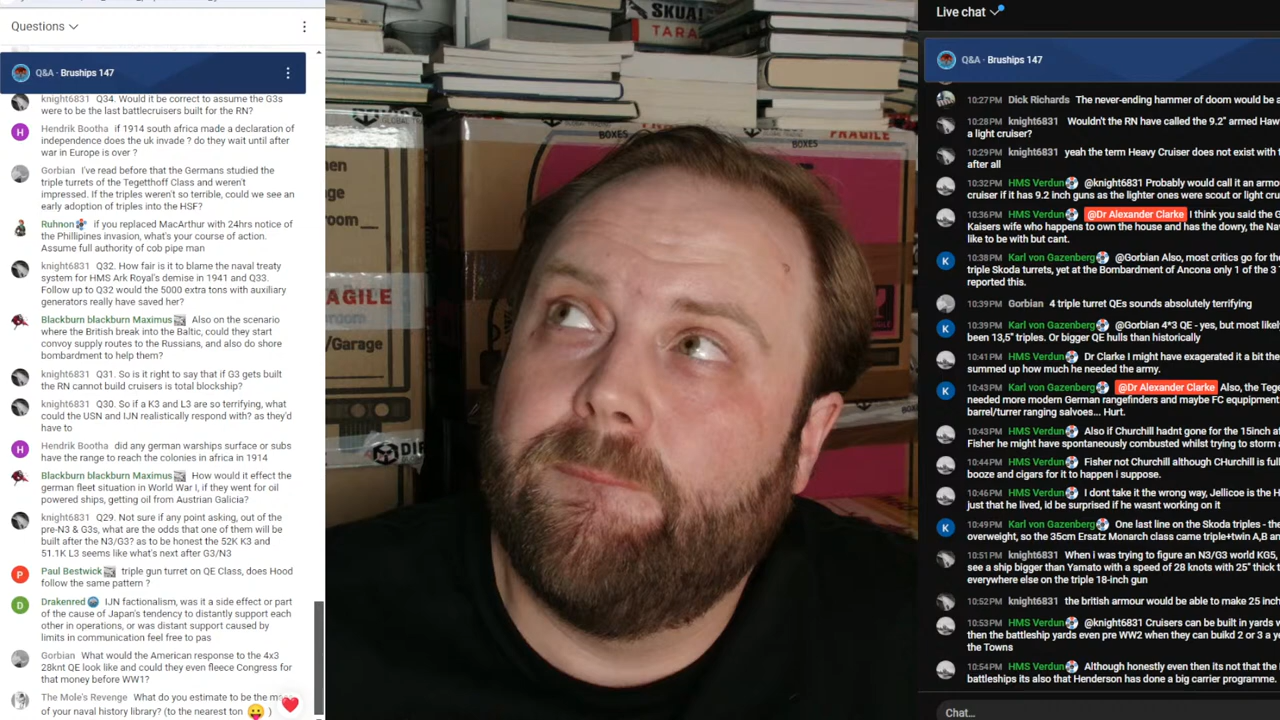 Questions
Q&A · Bruships 147
knight6831 Q34. Would it be correct to assume the G3s
were to be the last battlecruisers built for the RN?
Hendrik Bootha if 1914 south africa made a declaration of
independence does the uk invade ? do they wait until after
war in Europe is over ?
Gorbian I've read before that the Germans studied the
triple turrets of the Tegetthoff Class and weren't
impressed. If the triples weren't so terrible, could we see an
early adoption of triples into the HSF?
Ruhnon if you replaced MacArthur with 24hrs notice of
the Phillipines invasion, what's your course of action.
Assume full authority of cob pipe man
knight6831 Q32. How fair is it to blame the naval treaty
system for HMS Ark Royal's demise in 1941 and Q33.
Follow up to Q32 would the 5000 extra tons with auxiliary
generators really have saved her?
Blackburn blackburn Maximus Also on the scenario
where the British break into the Baltic, could they start
convoy supply routes to the Russians, and also do shore
bombardment to help them?
knight6831 Q31. So is it right to say that if G3 gets built
the RN cannot build cruisers is total blockship?
knight6831 Q30. So if a K3 and L3 are so terrifying, what
could the USN and IJN realistically respond with? as they'd
have to
H
Hendrik Bootha did any german warships surface or subs
have the range to reach the colonies in africa in 1914
Blackburn blackburn Maximus How would it effect the
german fleet situation in World War I, if they went for oil
powered ships, getting oil from Austrian Galicia?
knight6831 Q29. Not sure if any point asking, out of the
pre-N3 & G3s, what are the odds that one of them will be
built after the N3/G3? as to be honest the 52K K3 and
51.1K L3 seems like what's next after G3/N3
P
Paul Bestwick triple gun turret on QE Class, does Hood
follow the same pattern ?
D
Drakenred IJN factionalism, was it a side effect or part
of the cause of Japan's tendency to distantly support each
other in operations, or was distant support caused by
limits in communication feel free to pas
Gorbian What would the American response to the 4x3
28knt QE look like and could they even fleece Congress for
that money before WW1?
The Mole's Revenge What do you estimate to be the
of your naval history library? (to the nearest ton )
SKUA
TARA
BOXES
BOXES
FRAGILE
AGILE
room
/Garage
DIF
Live chat
Q&A · Bruships 147
10:27PM Dick Richards The never-ending hammer of doom would be a
10:28PM knight6831 Wouldn't the RN have called the 9.2" armed Haw
a light cruiser?
10:29PM knight6831 yeah the term Heavy Cruiser does not exist with
after all
10:32PM HMS Verdun @knight6831 Probably would call it an armo
cruiser if it has 9.2 inch guns as the lighter ones were scout or light cru
10:36PM HMS Verdun @Dr Alexander Clarke I think you said the G
Kaisers wife who happens to own the house and has the dowry, the Na
like to be with but cant.
K
10:38PM Karl von Gazenberg @Gorbian Also, most critics go for the
triple Skoda turrets, yet at the Bombardment of Ancona only 1 of the 3
reported this.
10:39PM Gorbian 4 triple turret QEs sounds absolutely terrifying
K
10:39PM Karl von Gazenberg @Gorbian 4*3 QE - yes, but most likel
been 13,5" triples. Or bigger QE hulls than historically
10:41PM HMS Verdun Dr Clarke I might have exagerated it a bit the
summed up how much he needed the army.
K
10:43PM Karl von Gazenberg @Dr Alexander Clarke Also, the Tege
needed more modern German rangefinders and maybe FC equiptment.
barrel/turrer ranging salvoes... Hurt.
10:43PM HMS Verdun Also if Churchill hadnt gone for the 15inch a
Fisher he might have spontaneously combusted whilst trying to storm
10:44PM HMS Verdun Fisher not Churchill although CHurchill is full
booze and cigars for it to happen i suppose.
10:46PM HMS Verdun I dont take it the wrong way, Jellicoe is the H
just that he lived, id be surprised if he wasnt working on it
K
10:49PM Karl von Gazenberg One last line on the Skoda triples - the
overweight, so the 35cm Ersatz Monarch class came triple+twin A,B an
10:51PM knight6831 When i was trying to figure an N3/G3 world KG5,
see a ship bigger than Yamato with a speed of 28 knots with 25" thick
everywhere else on the triple 18-inch gun
10:52PM knight6831 the british armour would be able to make 25 inch
10:53PM HMS Verdun @knight6831 Cruisers can be built in yards w
then the battleship yards even pre WW2 when they can buikd 2 or 3 a y
the Towns
10:54PM HMS Verdun Although honestly even then its not that the
battleships its also that Henderson has done a big carrier programme.
Chat...